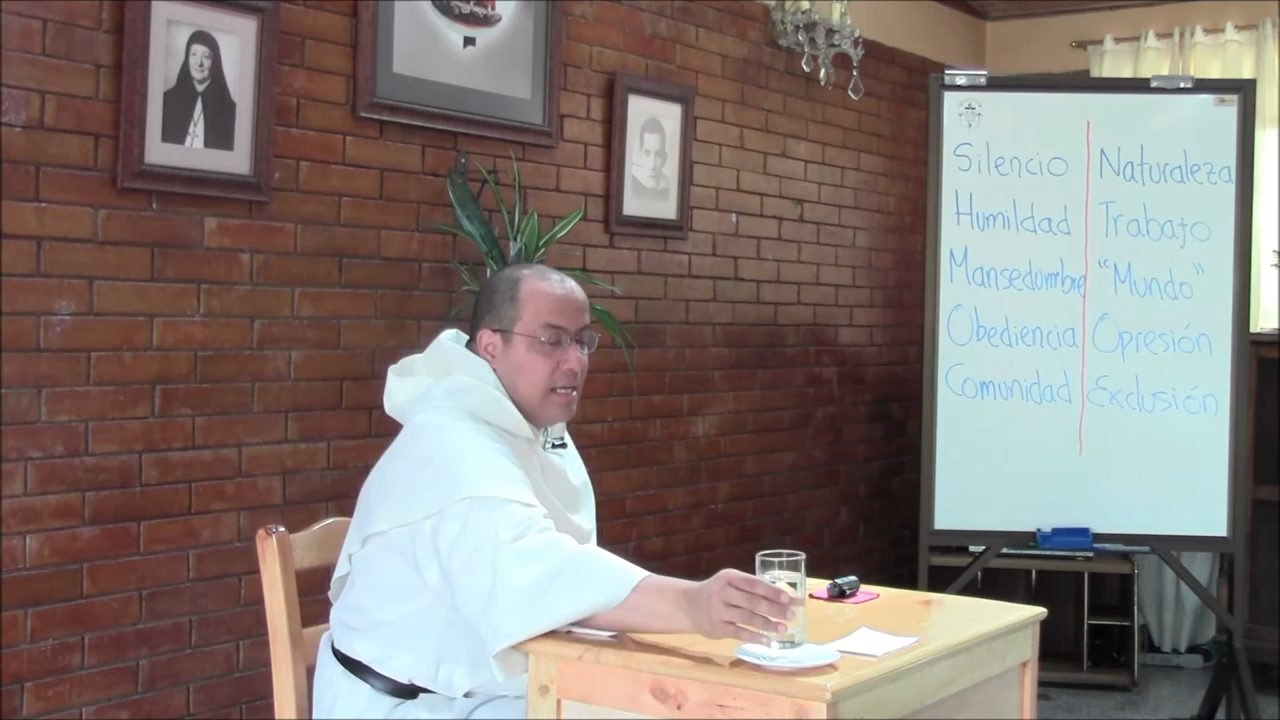 Silencio Naturaleza
Humildad Trabajo
Mansedumbre "Mundo"
Obediencia Opresión
Comunidad Exclusión